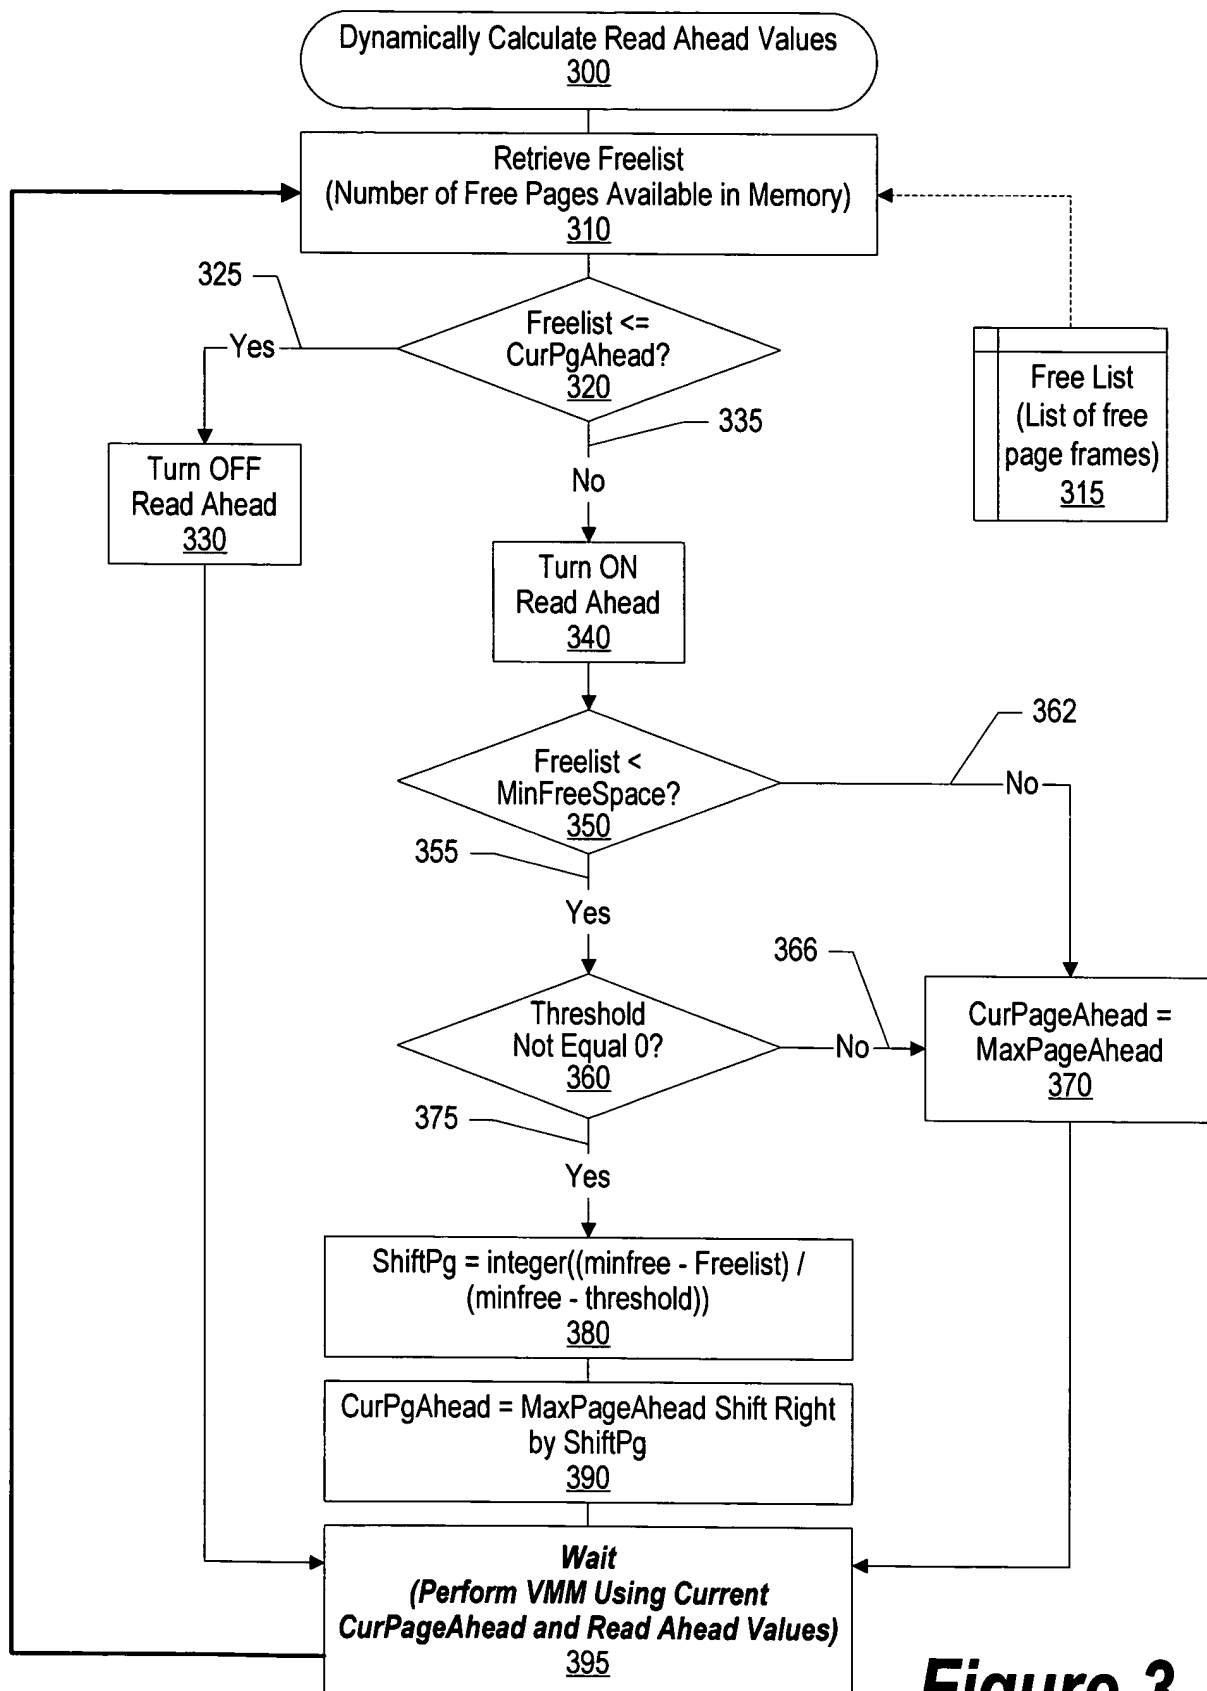 Dynamically Calculate Read Ahead Values
300
Retrieve Freelist
(Number of Free Pages Available in Memory)
310
325
Freelist <=
CurPgAhead?
320
Yes
335
No
Free List
(List of free
page frames)
315
Turn OFF
Read Ahead
330
Turn ON
Read Ahead
340
362
Freelist <
MinFreeSpace?
350
No
355
Yes
366
Threshold
Not Equal 0?
360
No
CurPageAhead =
MaxPageAhead
370
375
Yes
ShiftPg = integer((minfree - Freelist) /
(minfree - threshold))
380
CurPgAhead = MaxPageAhead Shift Right
by ShiftPg
390
Wait
(Perform VMM Using Current
CurPageAhead and Read Ahead Values)
395
Figure 3